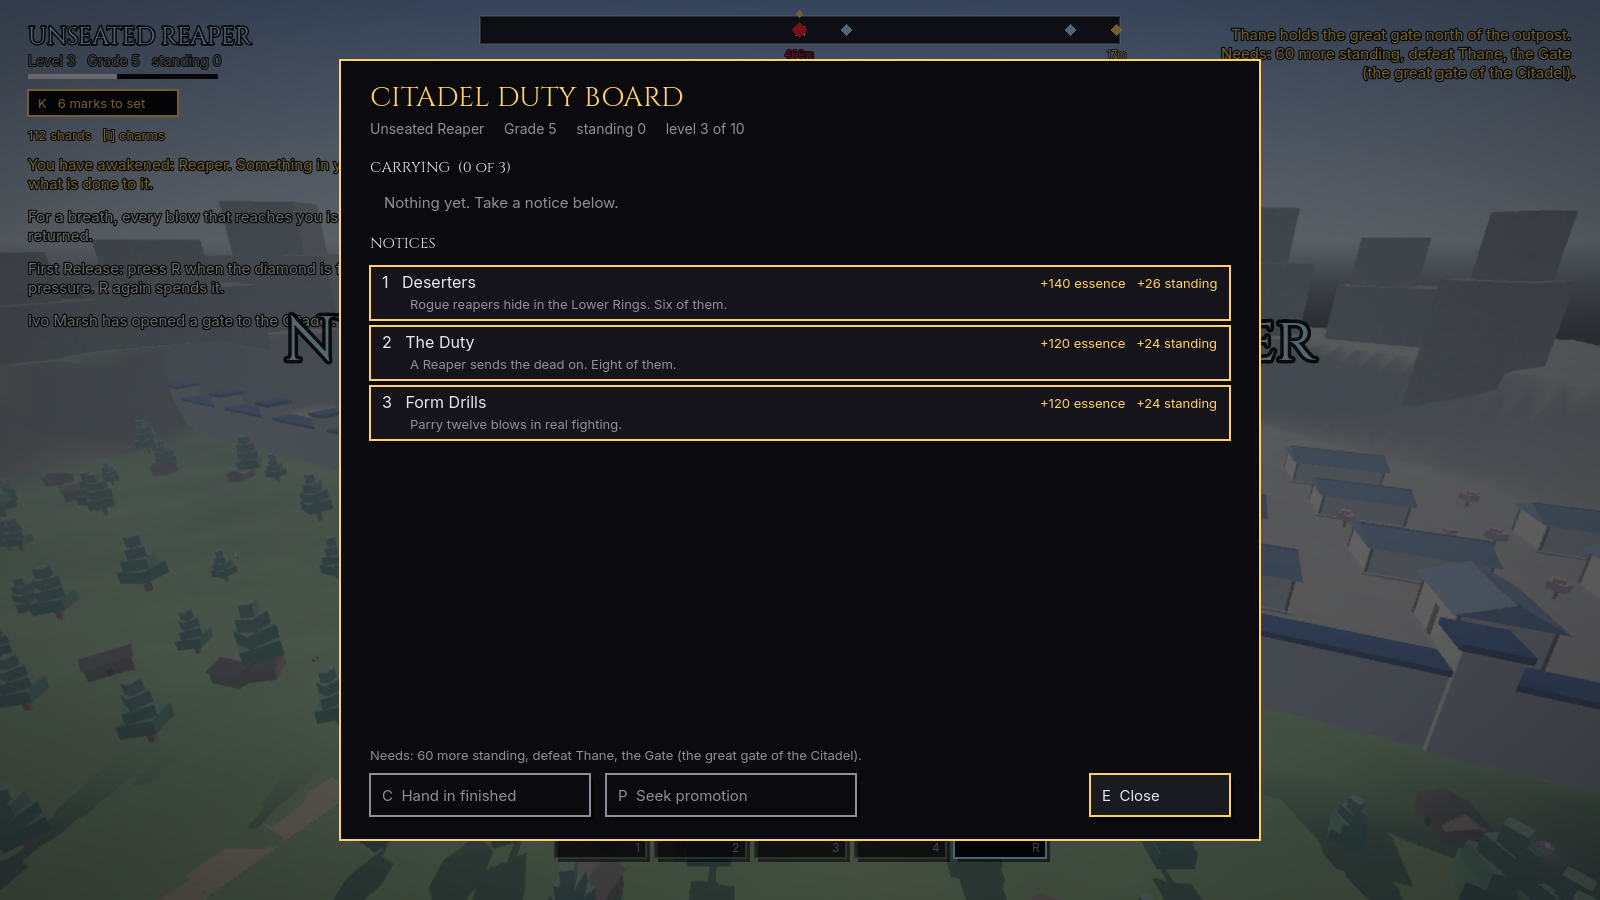 UNSEATED REAPER
Level 3 Grade 5 standing 0
K 6 marks to set
112 shards [I] charms
You have awakened: Reaper. Something in y
what is done to it.
For a breath, every blow that reaches you is
returned.
First Release: press R when the diamond is
pressure. R again spends it.
Ivo Marsh has opened a gate to the Citadel.
17m
Thane holds the great gate north of the outpost.
Needs: 60 more standing, defeat Thane, the Gate
(the great gate of the Citadel).
N
ER
CITADEL DUTY BOARD
Unseated Reaper Grade 5 standing 0 level 3 of 10
CARRYING (0 OF 3)
Nothing yet. Take a notice below.
NOTICES
1 Deserters +140 essence +26 standing
Rogue reapers hide in the Lower Rings. Six of them.
2 The Duty +120 essence +24 standing
A Reaper sends the dead on. Eight of them.
3 Form Drills +120 essence +24 standing
Parry twelve blows in real fighting.
Needs: 60 more standing, defeat Thane, the Gate (the great gate of the Citadel).
C Hand in finished
P Seek promotion
E Close
1 2 3 4 R